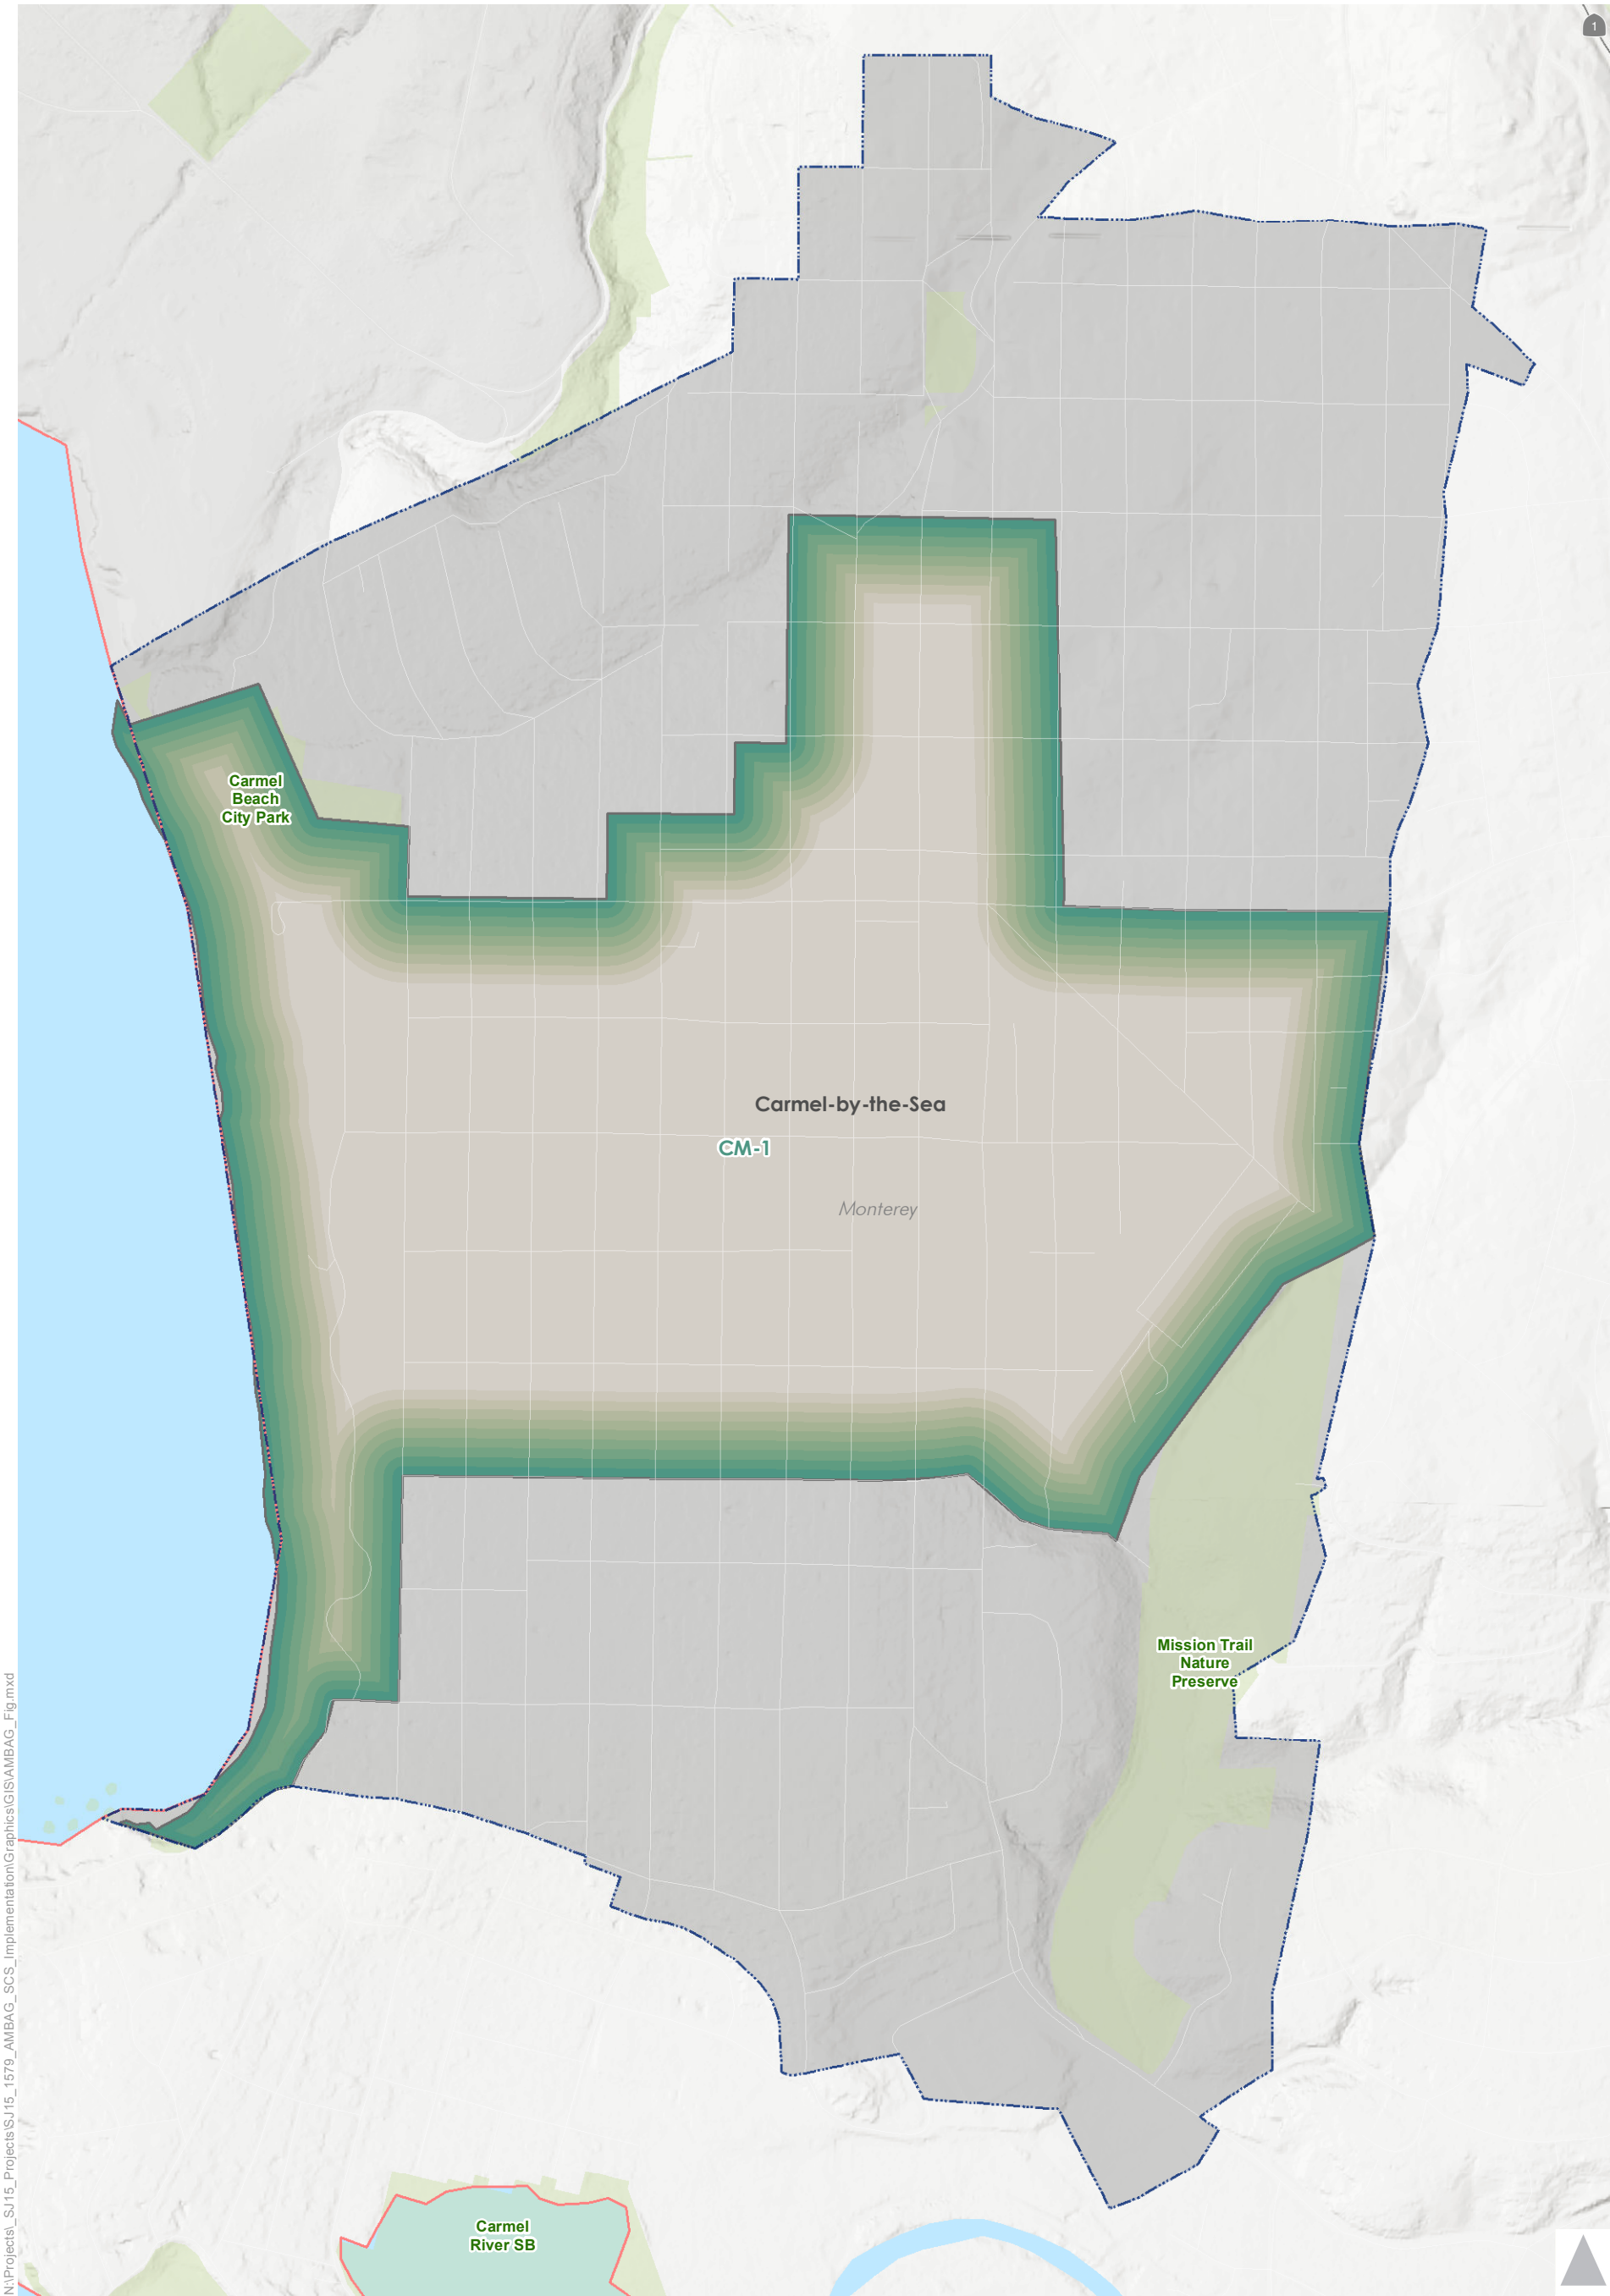 1
Carmel
Beach
City Park
Carmel-by-the-Sea
CM-1
Monterey
Mission Trail
Nature
Preserve
Carmel
River SB
N:\Projects\_SJ15_Projects\SJ15_1579_AMBAG_SCS_Implementation\Graphics\GIS\AMBAG_Fig.mxd